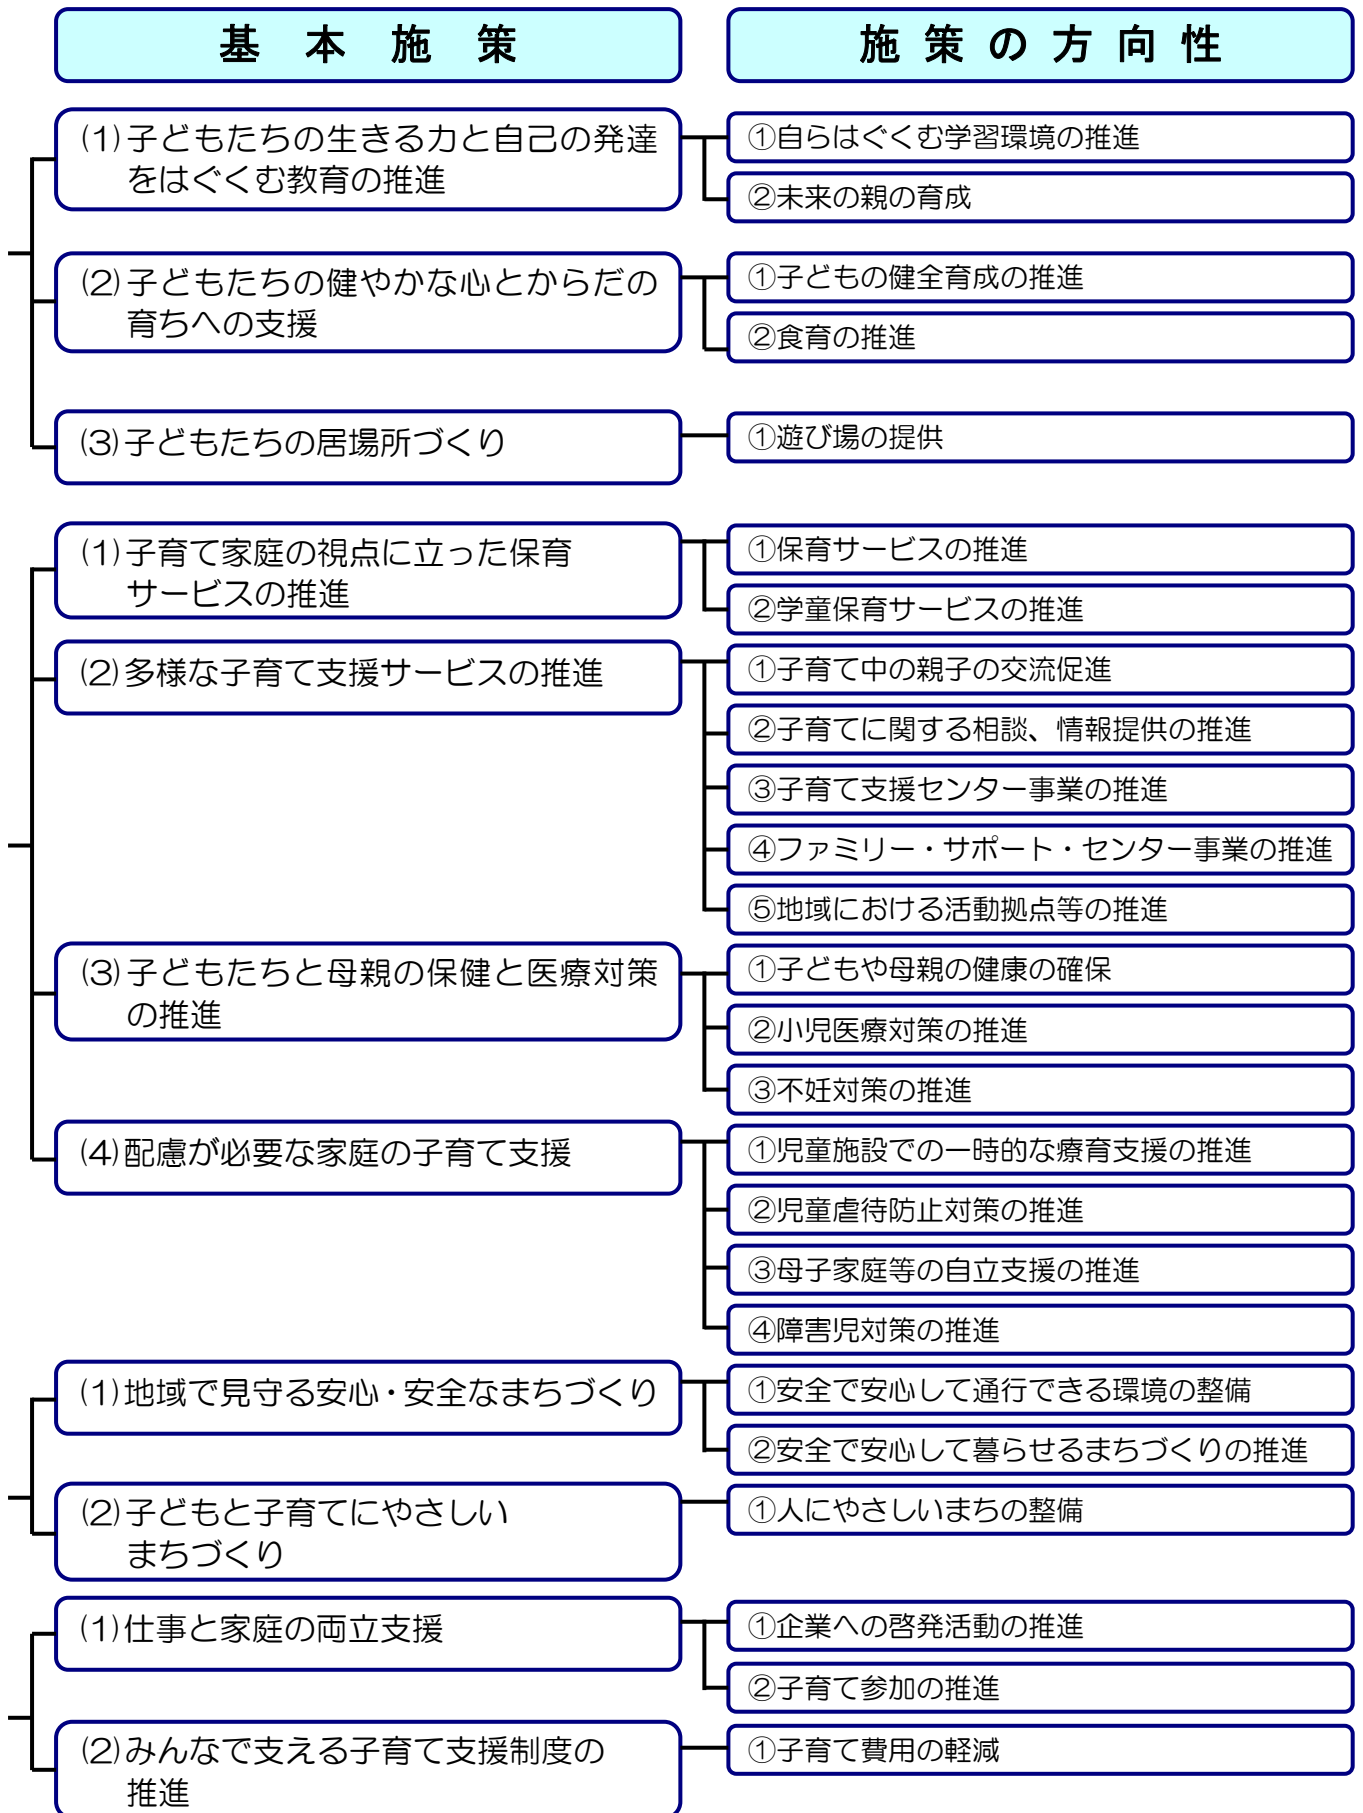 基本施策
施策の方向性
(1)子どもたちの生きる力と自己の発達
をはぐくむ教育の推進
①自らはぐくむ学習環境の推進
②未来の親の育成
(2)子どもたちの健やかな心とからだの
育ちへの支援
①子どもの健全育成の推進
②食育の推進
(3)子どもたちの居場所づくり
①遊び場の提供
(1)子育て家庭の視点に立った保育
サービスの推進
①保育サービスの推進
②学童保育サービスの推進
(2)多様な子育て支援サービスの推進
①子育て中の親子の交流促進
②子育てに関する相談、情報提供の推進
③子育て支援センター事業の推進
④ファミリー・サポート・センター事業の推進
⑤地域における活動拠点等の推進
(3)子どもたちと母親の保健と医療対策
の推進
①子どもや母親の健康の確保
②小児医療対策の推進
③不妊対策の推進
(4)配慮が必要な家庭の子育て支援
①児童施設での一時的な療育支援の推進
②児童虐待防止対策の推進
③母子家庭等の自立支援の推進
④障害児対策の推進
(1)地域で見守る安心・安全なまちづくり
①安全で安心して通行できる環境の整備
②安全で安心して暮らせるまちづくりの推進
(2)子どもと子育てにやさしい
まちづくり
①人にやさしいまちの整備
(1)仕事と家庭の両立支援
①企業への啓発活動の推進
②子育て参加の推進
(2)みんなで支える子育て支援制度の
推進
①子育て費用の軽減